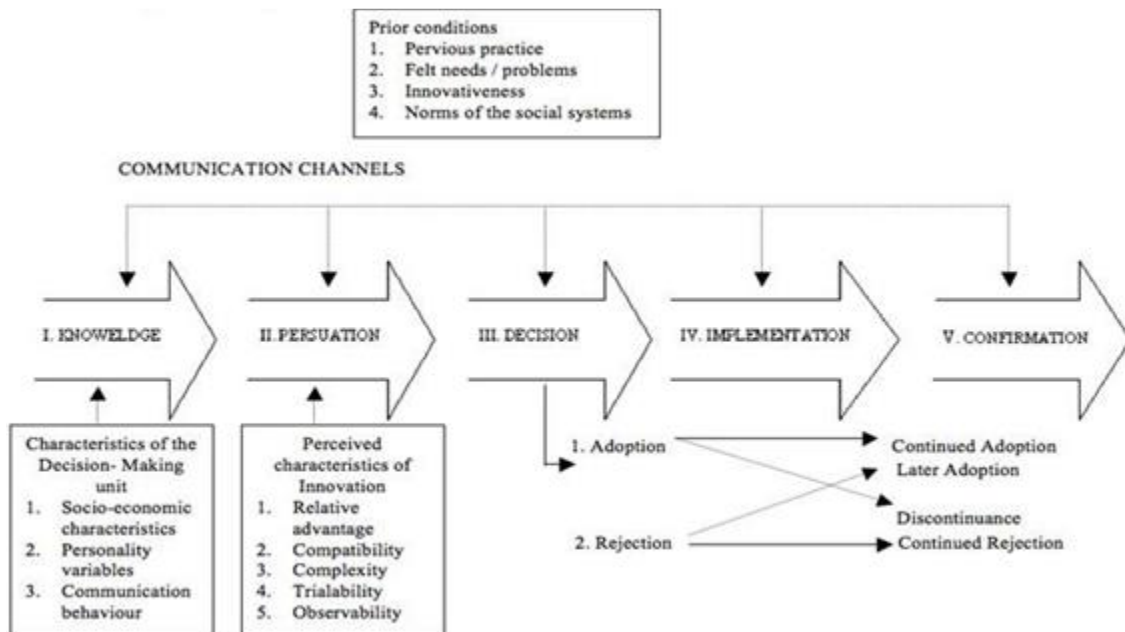 Prior conditions
1. Pervious practice
2. Felt needs / problems
3. Innovativeness
4. Norms of the social systems
COMMUNICATION CHANNELS
I. KNOWELDGE
II. PERSUATION
III. DECISION
IV. IMPLEMENTATION
V. CONFIRMATION
Characteristics of the
Decision- Making
unit
1. Socio-economic
characteristics
2. Personality
variables
3. Communication
behaviour
Perceived
characteristics of
Innovation
1. Relative
advantage
2. Compatibility
3. Complexity
4. Trialability
5. Observability
1. Adoption
2. Rejection
Continued Adoption
Later Adoption
Discontinuance
Continued Rejection